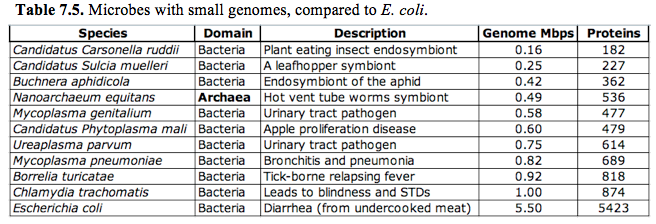 Table 7.5. Microbes with small genomes, compared to E. coli.
Species Domain Description Genome Mbps Proteins
Candidatus Carsonella ruddii Bacteria Plant eating insect endosymbiont 0.16 182
Candidatus Sulcia muelleri Bacteria A leafhopper symbiont 0.25 227
Buchnera aphidicola Bacteria Endosymbiont of the aphid 0.42 362
Nanoarchaeum equitans Archaea Hot vent tube worms symbiont 0.49 536
Mycoplasma genitalium Bacteria Urinary tract pathogen 0.58 477
Candidatus Phytoplasma mali Bacteria Apple proliferation disease 0.60 479
Ureaplasma parvum Bacteria Urinary tract pathogen 0.75 614
Mycoplasma pneumoniae Bacteria Bronchitis and pneumonia 0.82 689
Borrelia turicatae Bacteria Tick-borne relapsing fever 0.92 818
Chlamydia trachomatis Bacteria Leads to blindness and STDs 1.00 874
Escherichia coli Bacteria Diarrhea (from undercooked meat) 5.50 5423